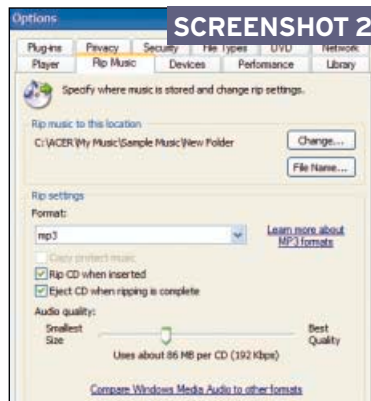 Options
SCREENSHOT 2
Plug-ins Privacy Security File Types DVD Network
Player Rip Music Devices Performance Library
Specify where music is stored and change rip settings.
Rip music to this location
C:\ACER\My Music\Sample Music\New Folder
Change...
File Name...
Rip settings
Format:
mp3
Learn more about
MP3 formats
Copy protect music
Rip CD when inserted
Eject CD when ripping is complete
Audio quality:
Smallest Best
Size Quality
Uses about 86 MB per CD (192 Kbps)
Compare Windows Media Audio to other formats